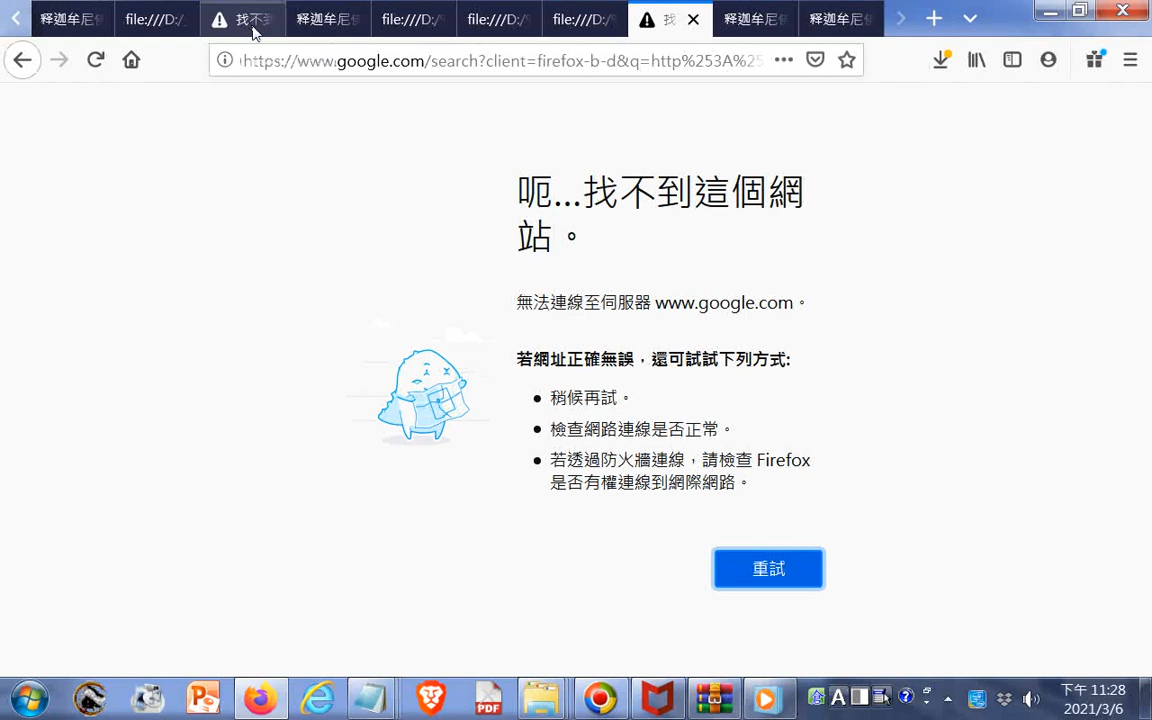 释迦牟尼佛
file:///D:/
找不到
释迦牟尼佛
file:///D:/
file:///D:/
file:///D:/
找
释迦牟尼佛
释迦牟尼佛
https://www.google.com/search?client=firefox-b-d&q=http%253A%25
呃...找不到這個網
站。
無法連線至伺服器 www.google.com。
若網址正確無誤，還可試試下列方式:
稍候再試。
檢查網路連線是否正常。
若透過防火牆連線，請檢查 Firefox
是否有權連線到網際網路。
重試
PDF
A
下午 11:28
2021/3/6